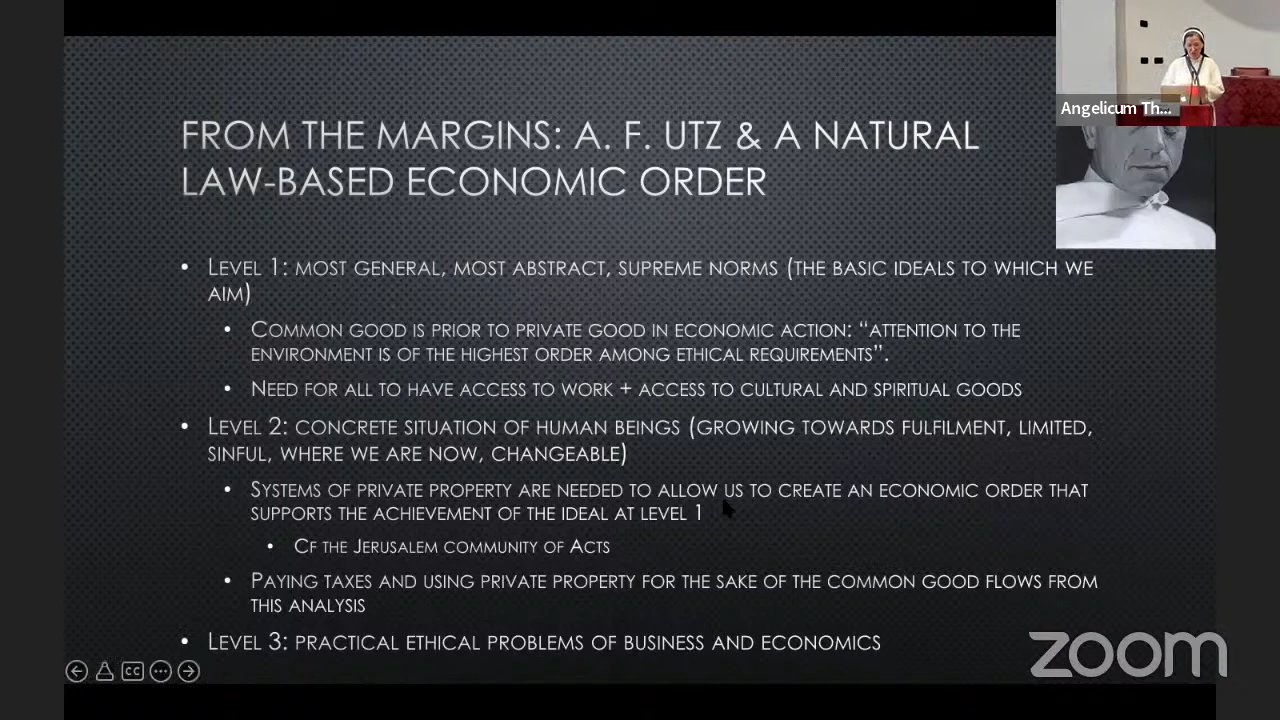 Angelicum Th...
FROM THE MARGINS: A. F. UTZ & A NATURAL
LAW-BASED ECONOMIC ORDER
• LEVEL 1: MOST GENERAL, MOST ABSTRACT, SUPREME NORMS (THE BASIC IDEALS TO WHICH WE
AIM)
• COMMON GOOD IS PRIOR TO PRIVATE GOOD IN ECONOMIC ACTION: “ATTENTION TO THE
ENVIRONMENT IS OF THE HIGHEST ORDER AMONG ETHICAL REQUIREMENTS”.
• NEED FOR ALL TO HAVE ACCESS TO WORK + ACCESS TO CULTURAL AND SPIRITUAL GOODS
• LEVEL 2: CONCRETE SITUATION OF HUMAN BEINGS (GROWING TOWARDS FULFILMENT, LIMITED,
SINFUL, WHERE WE ARE NOW, CHANGEABLE)
• SYSTEMS OF PRIVATE PROPERTY ARE NEEDED TO ALLOW US TO CREATE AN ECONOMIC ORDER THAT
SUPPORTS THE ACHIEVEMENT OF THE IDEAL AT LEVEL 1
• CF THE JERUSALEM COMMUNITY OF ACTS
• PAYING TAXES AND USING PRIVATE PROPERTY FOR THE SAKE OF THE COMMON GOOD FLOWS FROM
THIS ANALYSIS
• LEVEL 3: PRACTICAL ETHICAL PROBLEMS OF BUSINESS AND ECONOMICS
CC
zoom